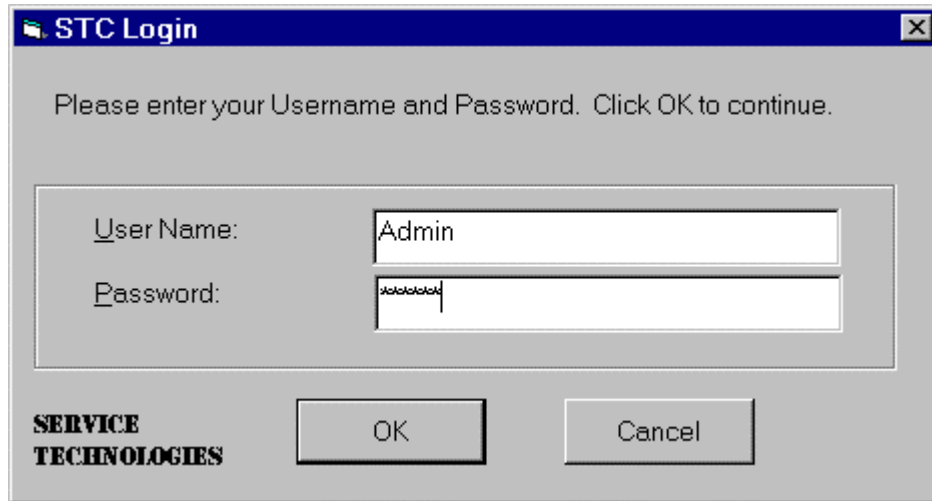 STC Login
Please enter your Username and Password. Click OK to continue.
User Name:
Admin
Password:
******
SERVICE
TECHNOLOGIES
OK
Cancel